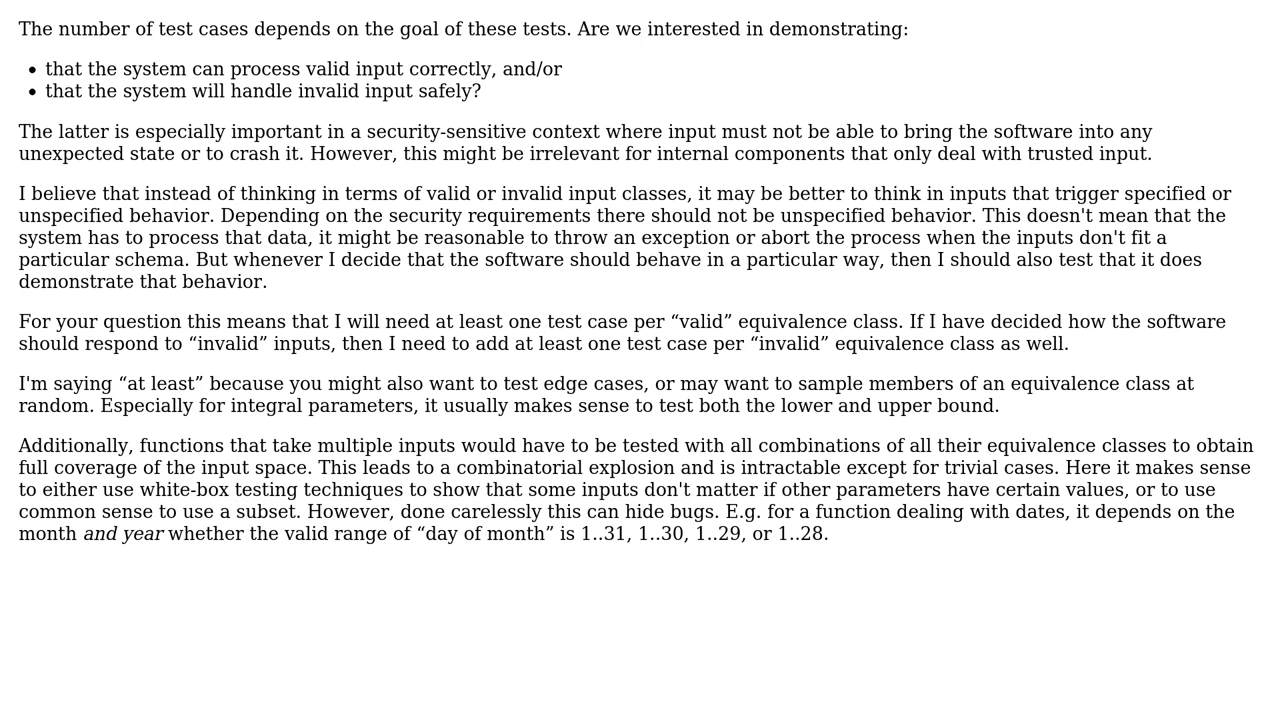 The number of test cases depends on the goal of these tests. Are we interested in demonstrating:
• that the system can process valid input correctly, and/or
• that the system will handle invalid input safely?
The latter is especially important in a security-sensitive context where input must not be able to bring the software into any
unexpected state or to crash it. However, this might be irrelevant for internal components that only deal with trusted input.
I believe that instead of thinking in terms of valid or invalid input classes, it may be better to think in inputs that trigger specified or
unspecified behavior. Depending on the security requirements there should not be unspecified behavior. This doesn't mean that the
system has to process that data, it might be reasonable to throw an exception or abort the process when the inputs don't fit a
particular schema. But whenever I decide that the software should behave in a particular way, then I should also test that it does
demonstrate that behavior.
For your question this means that I will need at least one test case per “valid” equivalence class. If I have decided how the software
should respond to “invalid” inputs, then I need to add at least one test case per “invalid” equivalence class as well.
I'm saying “at least” because you might also want to test edge cases, or may want to sample members of an equivalence class at
random. Especially for integral parameters, it usually makes sense to test both the lower and upper bound.
Additionally, functions that take multiple inputs would have to be tested with all combinations of all their equivalence classes to obtain
full coverage of the input space. This leads to a combinatorial explosion and is intractable except for trivial cases. Here it makes sense
to either use white-box testing techniques to show that some inputs don't matter if other parameters have certain values, or to use
common sense to use a subset. However, done carelessly this can hide bugs. E.g. for a function dealing with dates, it depends on the
month and year whether the valid range of “day of month” is 1..31, 1..30, 1..29, or 1..28.